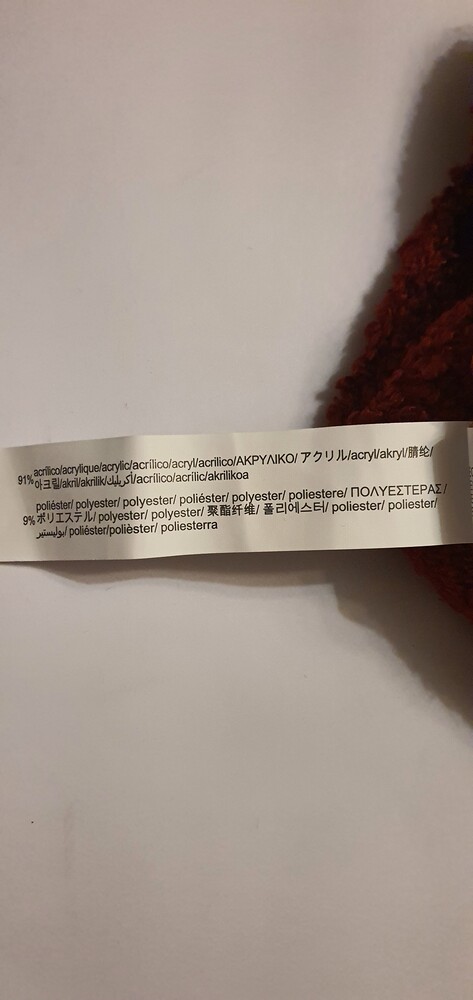 91% acrílico/acrylique/acrylic/acrílico/acryl/acrilico/ΑΚΡΥΛΙΚΟ/ アクリル/acryl/akryl/腈纶/
아크릴/akril/akrilik/أكريليك/acrílico/acrílic/akrilikoa
poliéster/ polyester/ polyester/ poliéster/ polyester/ poliestere/ ΠΟΛΥΕΣΤΕΡΑΣ/
9% ポリエステル/ polyester/ polyester/ 聚酯纤维/ 폴리에스터/ poliester/ poliester/
بوليستير/ poliéster/polièster/ poliesterra